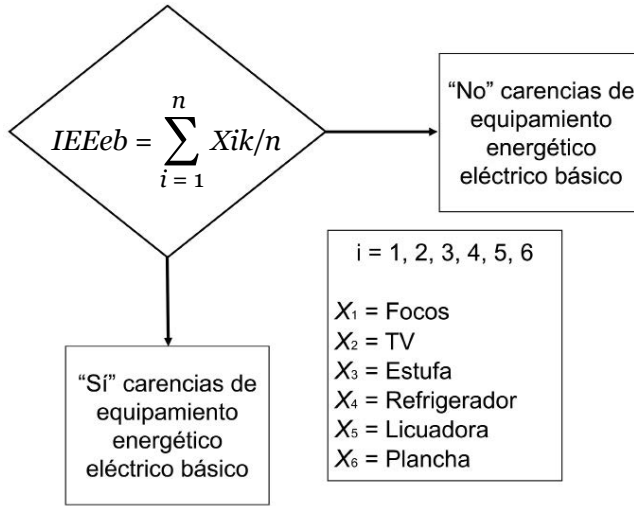 IEEeb = ∑ⁿᵢ₌₁ Xik/n
“No” carencias de
equipamiento
energético
eléctrico básico
“Sí” carencias de
equipamiento
energético
eléctrico básico
i = 1, 2, 3, 4, 5, 6
X₁ = Focos
X₂ = TV
X₃ = Estufa
X₄ = Refrigerador
X₅ = Licuadora
X₆ = Plancha